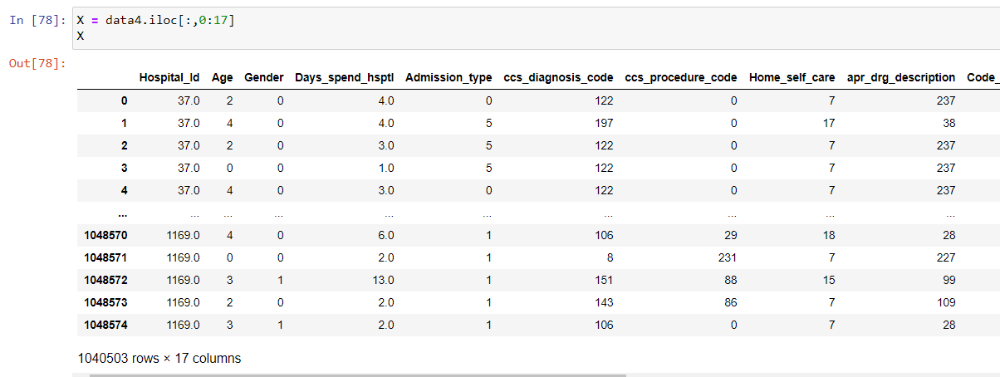 In [78]: X = data4.iloc[:,0:17]
X
Out[78]:
Hospital_Id Age Gender Days_spend_hsptl Admission_type ccs_diagnosis_code ccs_procedure_code Home_self_care apr_drg_description Code_
0 37.0 2 0 4.0 0 122 0 7 237
1 37.0 4 0 4.0 5 197 0 17 38
2 37.0 2 0 3.0 5 122 0 7 237
3 37.0 0 0 1.0 5 122 0 7 237
4 37.0 4 0 3.0 0 122 0 7 237
... ... ... ... ... ... ... ... ... ...
1048570 1169.0 4 0 6.0 1 106 29 18 28
1048571 1169.0 0 0 2.0 1 8 231 7 227
1048572 1169.0 3 1 13.0 1 151 88 15 99
1048573 1169.0 2 0 2.0 1 143 86 7 109
1048574 1169.0 3 1 2.0 1 106 0 7 28
1040503 rows × 17 columns